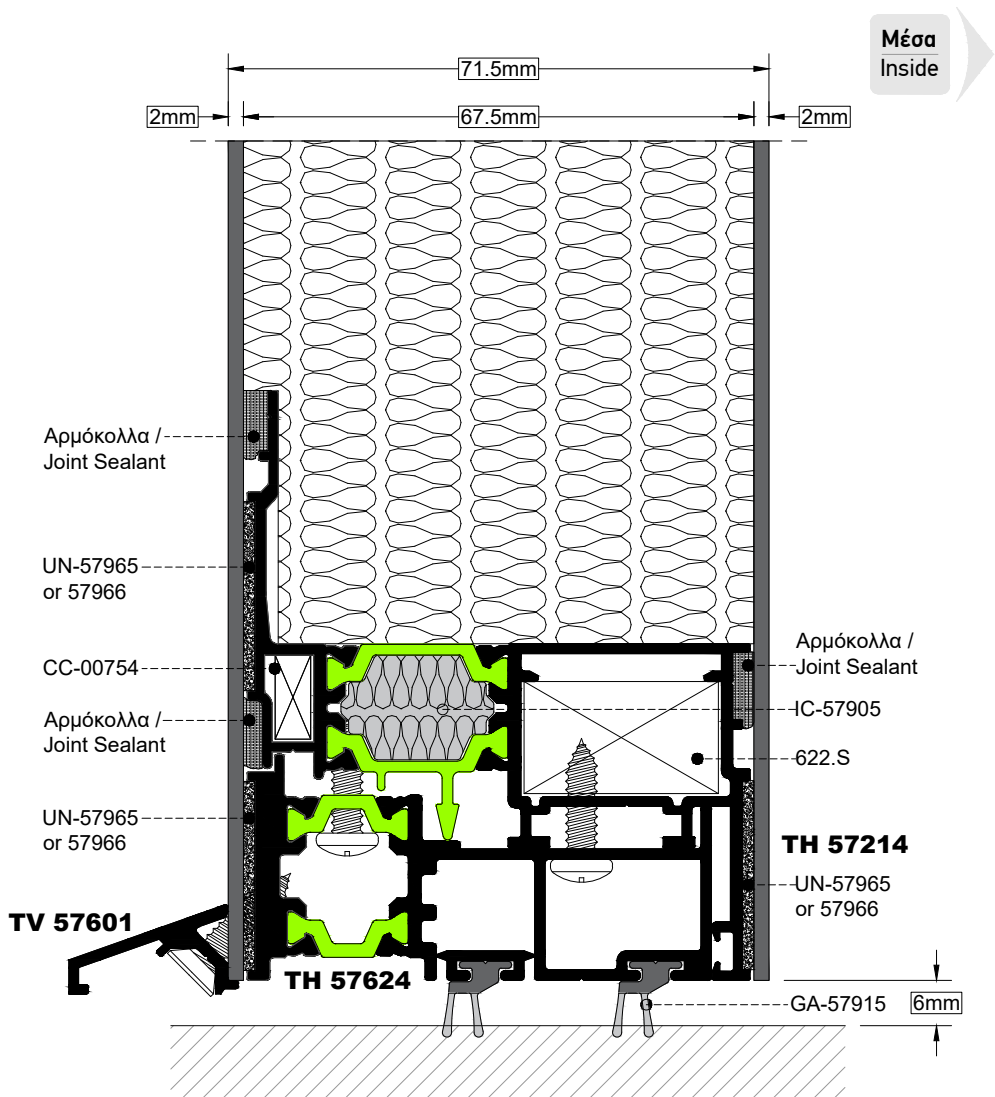 Μέσα
Inside
71.5mm
2mm
67.5mm
2mm
Αρμόκολλα /
Joint Sealant
UN-57965
or 57966
CC-00754
Αρμόκολλα /
Joint Sealant
UN-57965
or 57966
TV 57601
TH 57624
Αρμόκολλα /
Joint Sealant
IC-57905
622.S
TH 57214
UN-57965
or 57966
GA-57915
6mm